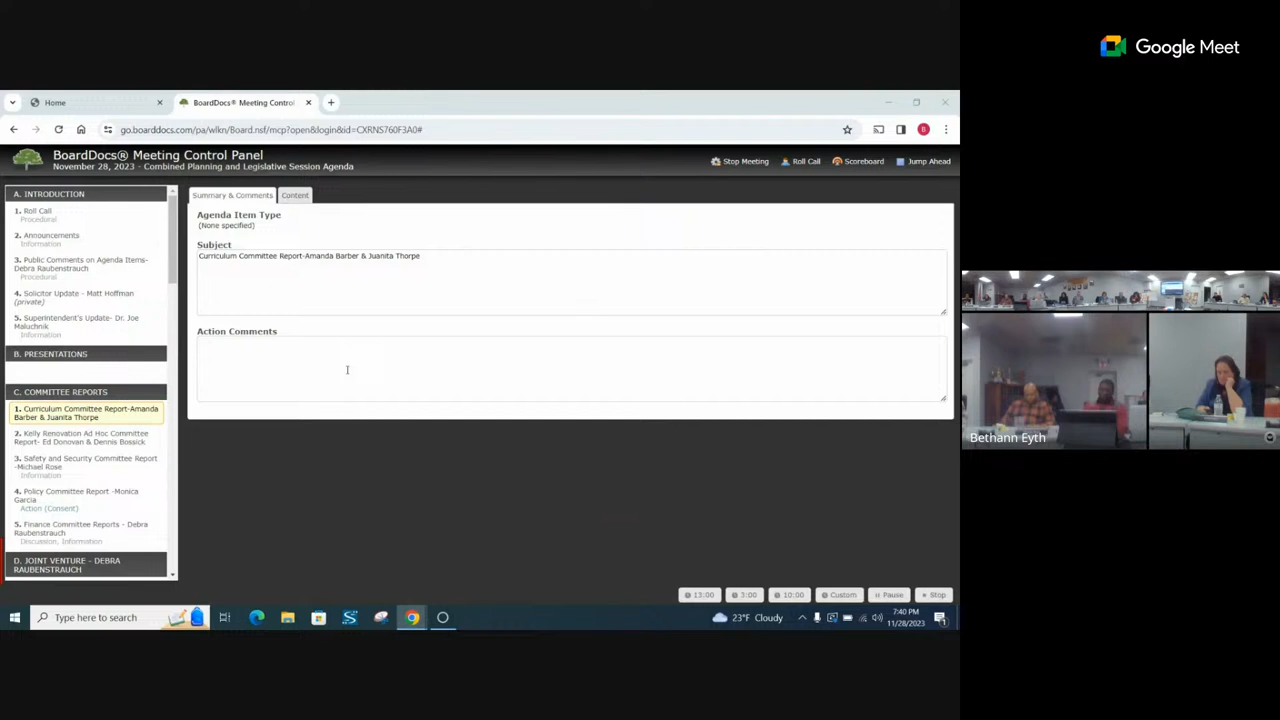 Google Meet
Home
BoardDocs® Meeting Control
go.boarddocs.com/pa/wlkn/Board.nsf/mcp?open&login&id=CXRNS760F3A0#
B
BoardDocs® Meeting Control Panel
November 28, 2023 - Combined Planning and Legislative Session Agenda
Stop Meeting
Roll Call
Scoreboard
Jump Ahead
A. INTRODUCTION
1. Roll Call
Procedural
2. Announcements
Information
3. Public Comments on Agenda Items-
Debra Raubenstrauch
Procedural
4. Solicitor Update - Matt Hoffman
(private)
5. Superintendent's Update- Dr. Joe
Maluchnik
Information
B. PRESENTATIONS
C. COMMITTEE REPORTS
1. Curriculum Committee Report-Amanda
Barber & Juanita Thorpe
2. Kelly Renovation Ad Hoc Committee
Report- Ed Donovan & Dennis Bossick
3. Safety and Security Committee Report
-Michael Rose
Information
4. Policy Committee Report -Monica
Garcia
Action (Consent)
5. Finance Committee Reports - Debra
Raubenstrauch
Discussion, Information
D. JOINT VENTURE - DEBRA
RAUBENSTRAUCH
Summary & Comments
Content
Agenda Item Type
(None specified)
Subject
Curriculum Committee Report-Amanda Barber & Juanita Thorpe
Action Comments
13:00
3:00
10:00
Custom
Pause
Stop
Bethann Eyth
Type here to search
23°F Cloudy
7:40 PM
11/28/2023
1